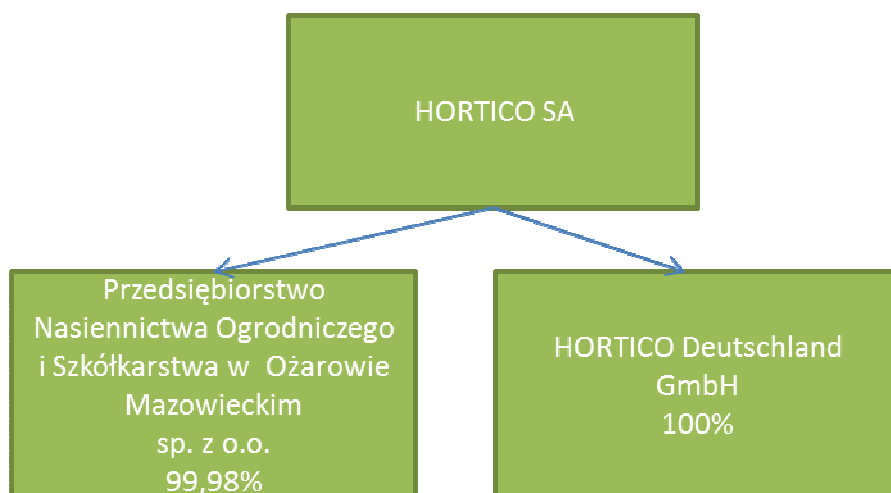 HORTICO SA
Przedsiębiorstwo
Nasiennictwa Ogrodniczego
i Szkółkarstwa w Ożarowie
Mazowieckim
sp. z o.o.
99,98%
HORTICO Deutschland
GmbH
100%